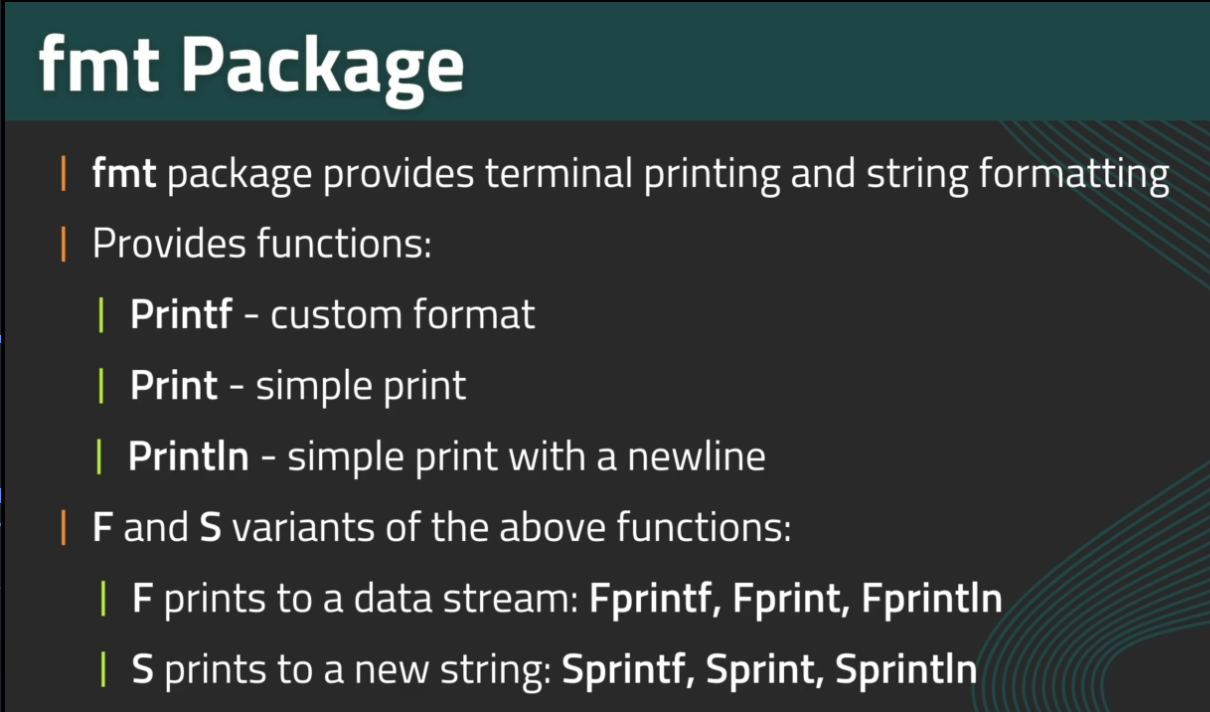 fmt Package
fmt package provides terminal printing and string formatting
Provides functions:
Printf - custom format
Print - simple print
Println - simple print with a newline
F and S variants of the above functions:
F prints to a data stream: Fprintf, Fprint, Fprintln
S prints to a new string: Sprintf, Sprint, Sprintln